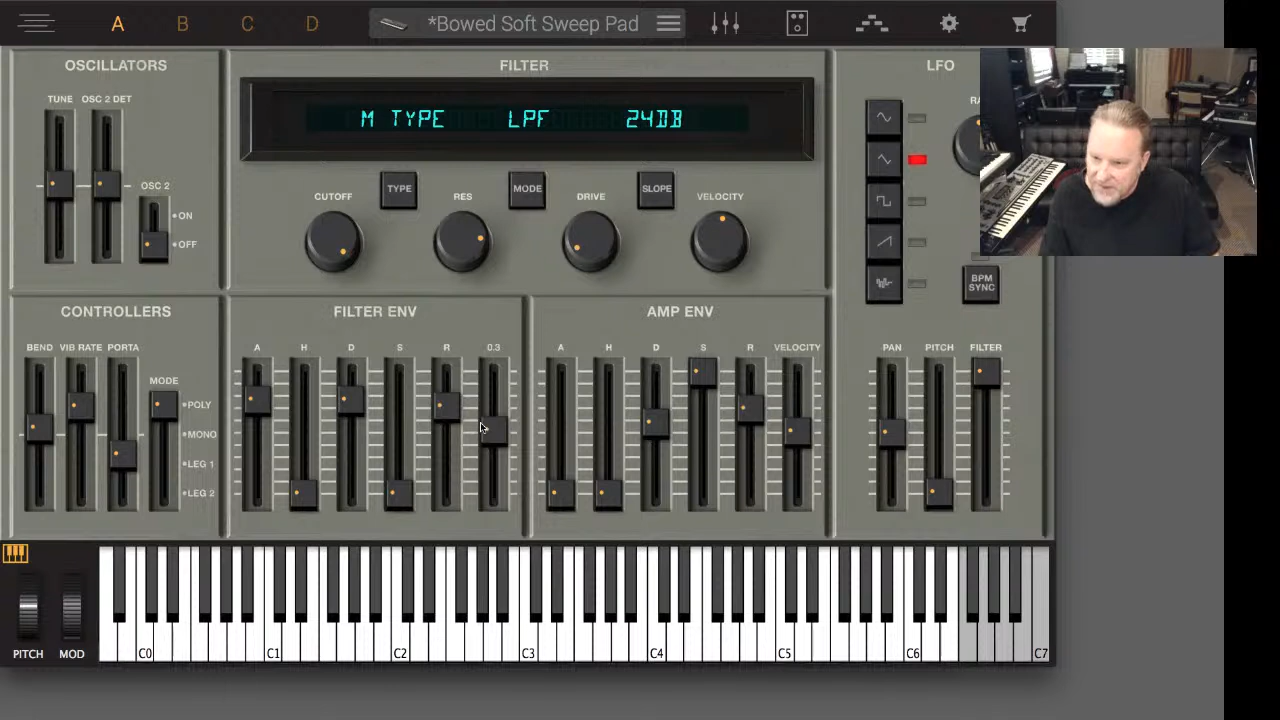 A B C D *Bowed Soft Sweep Pad
OSCILLATORS
TUNE OSC 2 DET
OSC 2
ON
OFF
FILTER
M TYPE LPF 24DB
CUTOFF TYPE RES MODE DRIVE SLOPE VELOCITY
LFO
BPM
SYNC
CONTROLLERS
BEND VIB RATE PORTA
MODE
POLY
MONO
LEG 1
LEG 2
FILTER ENV
A H D S R 0.3
AMP ENV
A H D S R VELOCITY
PAN PITCH FILTER
C0 C1 C2 C3 C4 C5 C6 C7
PITCH MOD